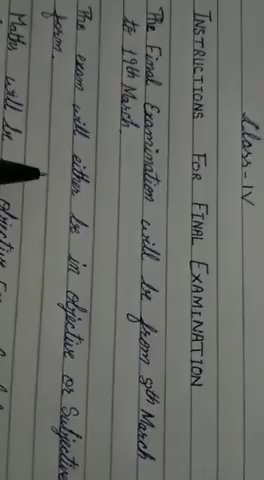 Class-IV
INSTRUCTIONS FOR FINAL EXAMINATION
The Final Examination will be from 9th March
to 19th March.
The exam will either be in objective or Subjective
form.
Maths will be objective